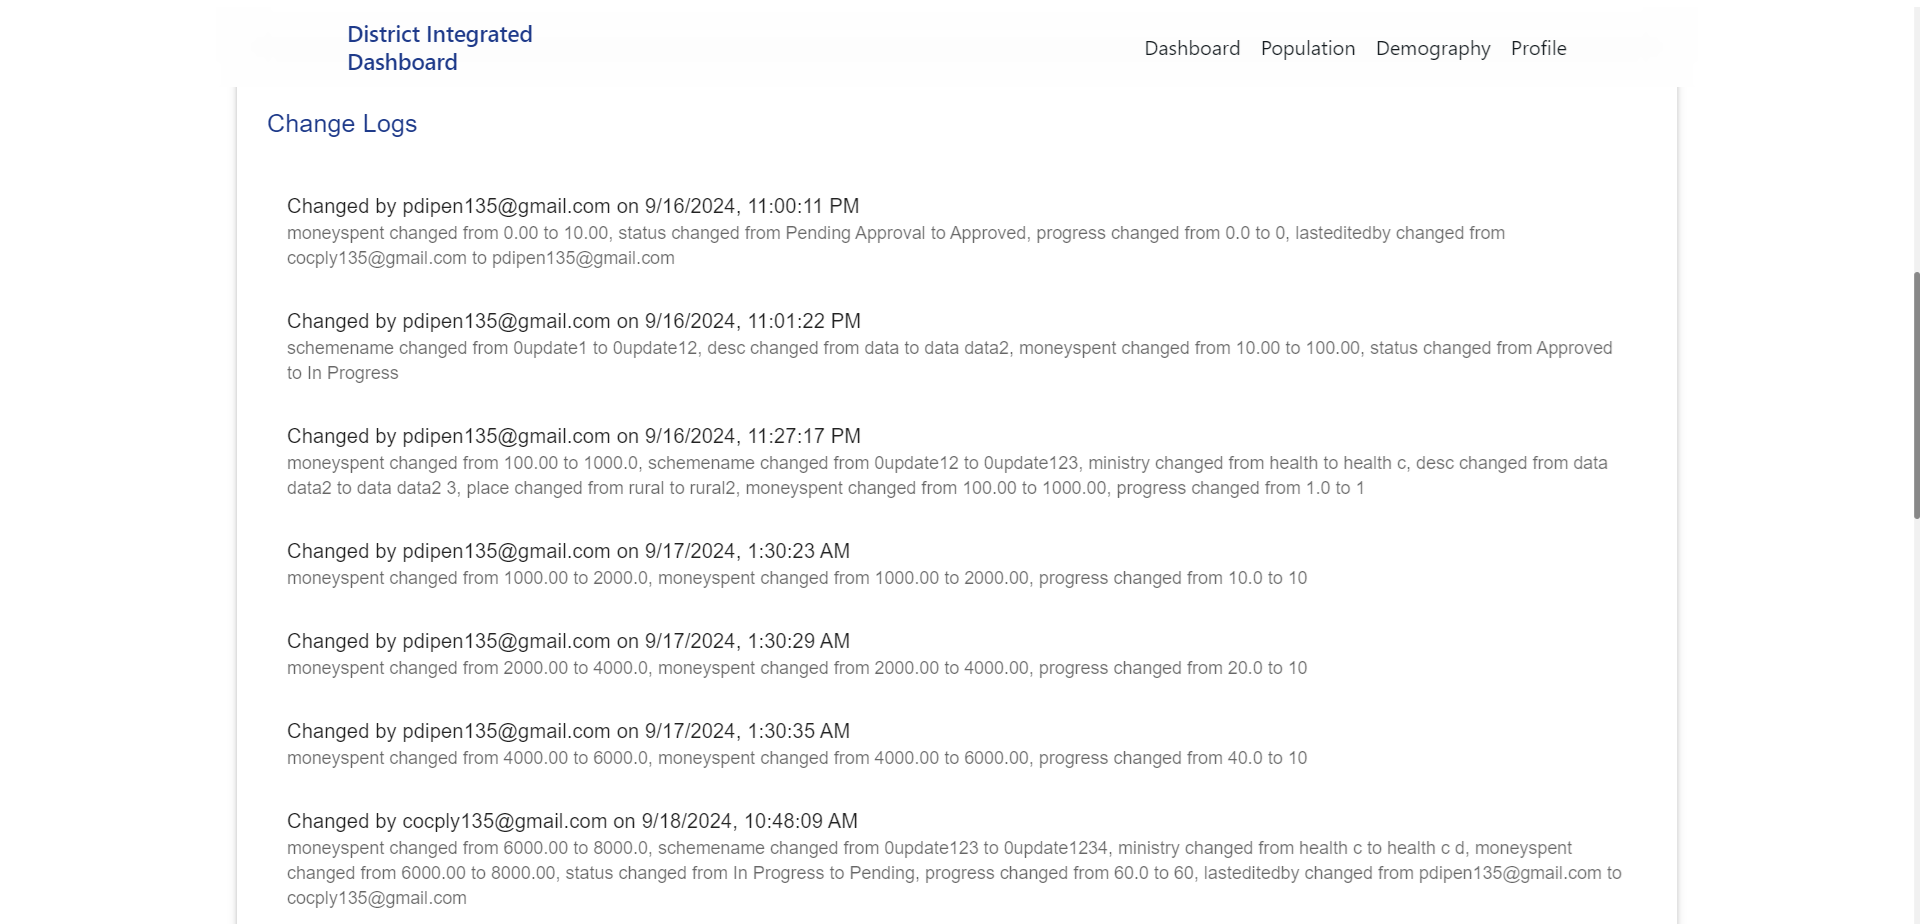 District Integrated
Dashboard
Dashboard Population Demography Profile
Change Logs
Changed by pdipen135@gmail.com on 9/16/2024, 11:00:11 PM
moneyspent changed from 0.00 to 10.00, status changed from Pending Approval to Approved, progress changed from 0.0 to 0, lasteditedby changed from
cocply135@gmail.com to pdipen135@gmail.com
Changed by pdipen135@gmail.com on 9/16/2024, 11:01:22 PM
schemename changed from 0update1 to 0update12, desc changed from data to data data2, moneyspent changed from 10.00 to 100.00, status changed from Approved
to In Progress
Changed by pdipen135@gmail.com on 9/16/2024, 11:27:17 PM
moneyspent changed from 100.00 to 1000.0, schemename changed from 0update12 to 0update123, ministry changed from health to health c, desc changed from data
data2 to data data2 3, place changed from rural to rural2, moneyspent changed from 100.00 to 1000.00, progress changed from 1.0 to 1
Changed by pdipen135@gmail.com on 9/17/2024, 1:30:23 AM
moneyspent changed from 1000.00 to 2000.0, moneyspent changed from 1000.00 to 2000.00, progress changed from 10.0 to 10
Changed by pdipen135@gmail.com on 9/17/2024, 1:30:29 AM
moneyspent changed from 2000.00 to 4000.0, moneyspent changed from 2000.00 to 4000.00, progress changed from 20.0 to 10
Changed by pdipen135@gmail.com on 9/17/2024, 1:30:35 AM
moneyspent changed from 4000.00 to 6000.0, moneyspent changed from 4000.00 to 6000.00, progress changed from 40.0 to 10
Changed by cocply135@gmail.com on 9/18/2024, 10:48:09 AM
moneyspent changed from 6000.00 to 8000.0, schemename changed from 0update123 to 0update1234, ministry changed from health c to health c d, moneyspent
changed from 6000.00 to 8000.00, status changed from In Progress to Pending, progress changed from 60.0 to 60, lasteditedby changed from pdipen135@gmail.com to
cocply135@gmail.com